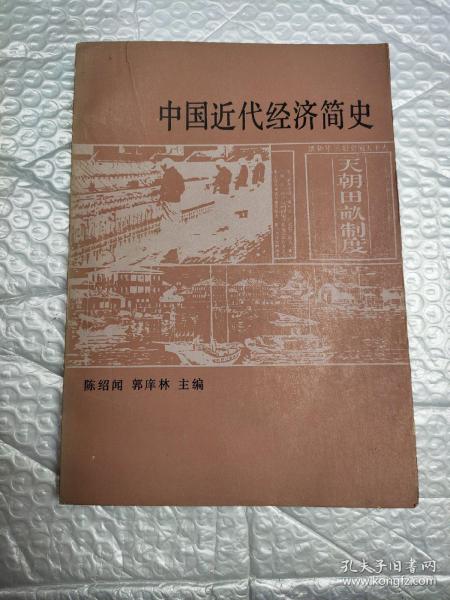 中国近代经济简史
天朝田畝制度
陈绍闻 郭庠林 主编
孔夫子旧书网
www.kongfz.com